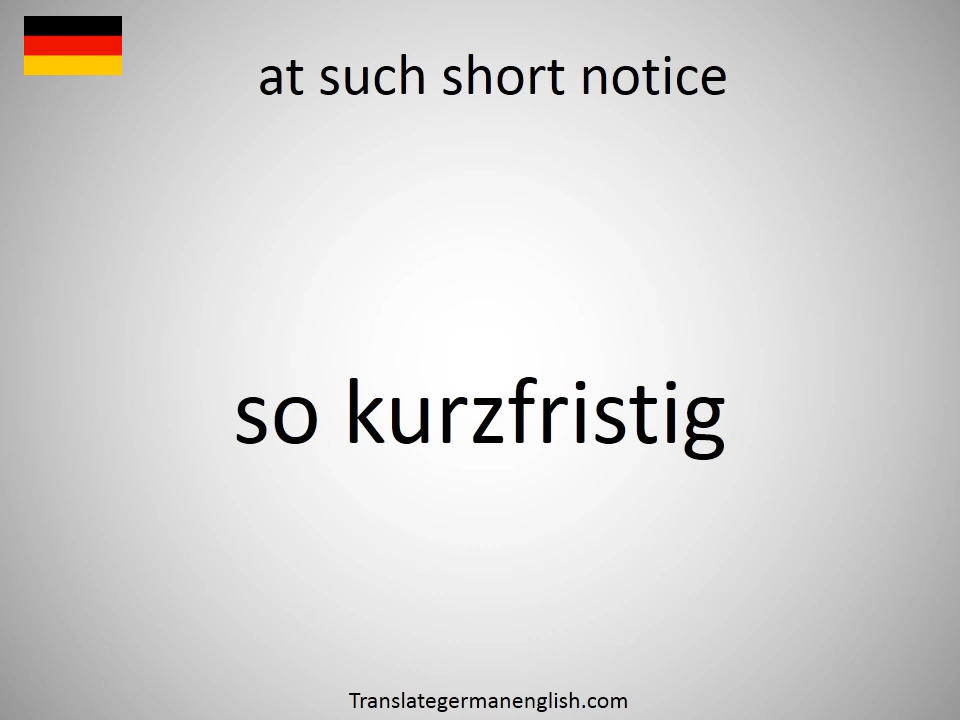 at such short notice
so kurzfristig
Translategermanenglish.com